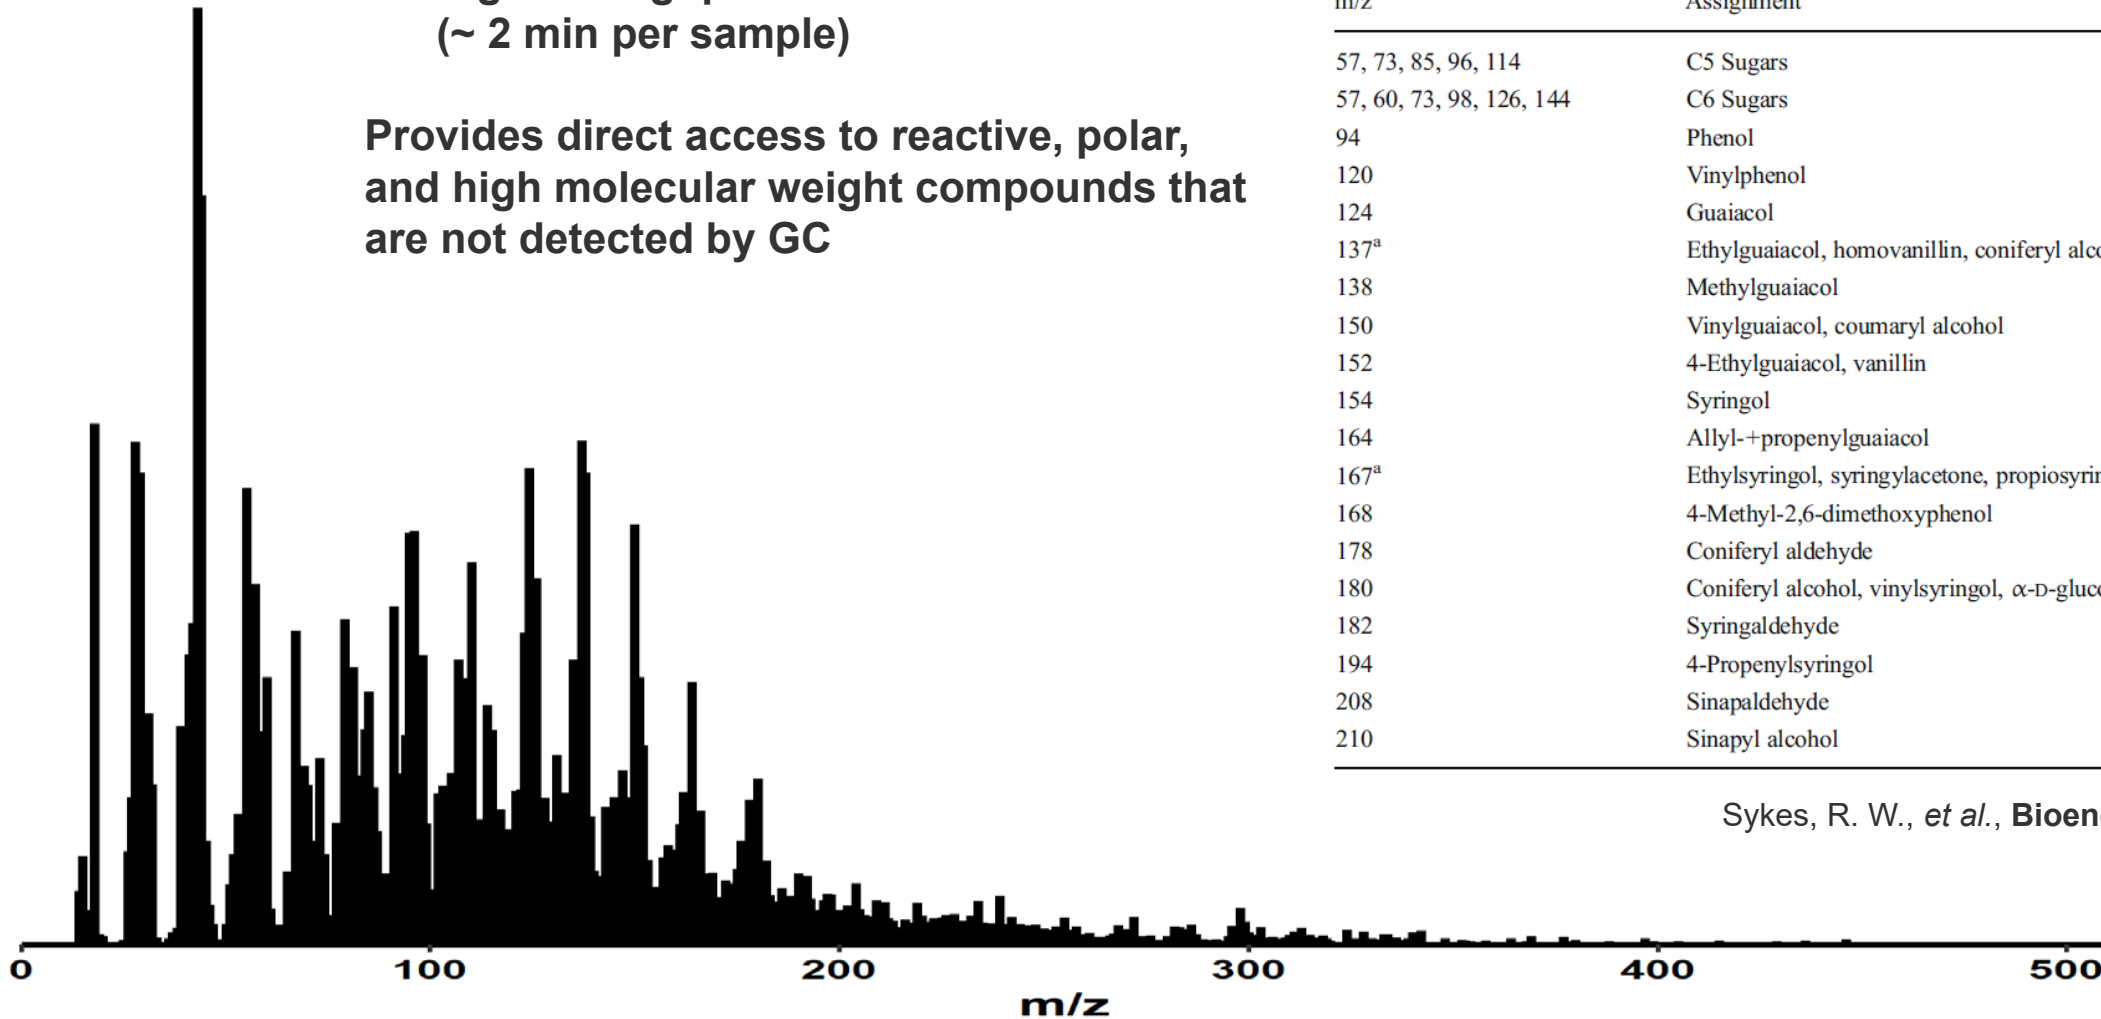 (~ 2 min per sample)
Provides direct access to reactive, polar,
and high molecular weight compounds that
are not detected by GC
m/z Assignment
57, 73, 85, 96, 114 C5 Sugars
57, 60, 73, 98, 126, 144 C6 Sugars
94 Phenol
120 Vinylphenol
124 Guaiacol
137a Ethylguaiacol, homovanillin, coniferyl
138 Methylguaiacol
150 Vinylguaiacol, coumaryl alcohol
152 4-Ethylguaiacol, vanillin
154 Syringol
164 Allyl-+propenylguaiacol
167a Ethylsyringol, syringylacetone,
168 4-Methyl-2,6-dimethoxyphenol
178 Coniferyl aldehyde
180 Coniferyl alcohol, vinylsyringol,
182 Syringaldehyde
194 4-Propenylsyringol
208 Sinapaldehyde
210 Sinapyl alcohol
Sykes, R. W., et al.,
0 100 200 300 400 500
m/z